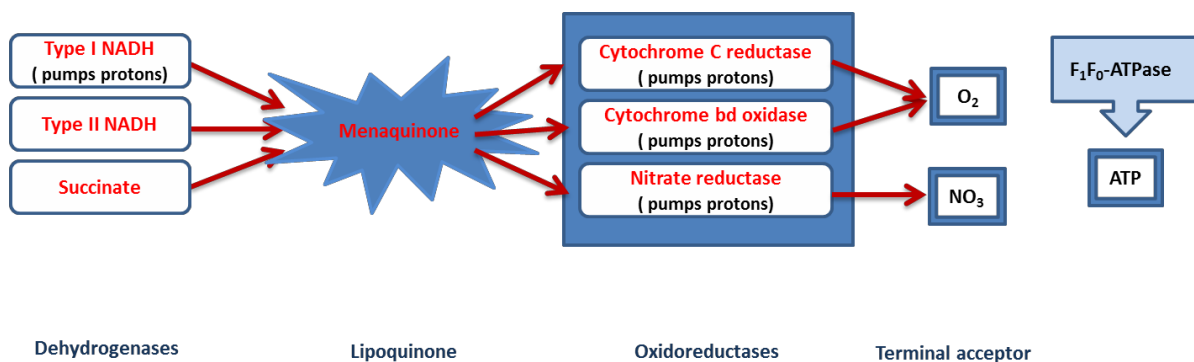 Type I NADH
( pumps protons)
Type II NADH
Succinate
Menaquinone
Cytochrome C reductase
( pumps protons)
Cytochrome bd oxidase
( pumps protons)
Nitrate reductase
( pumps protons)
O2
NO3
F1F0-ATPase
ATP
Dehydrogenases
Lipoquinone
Oxidoreductases
Terminal acceptor